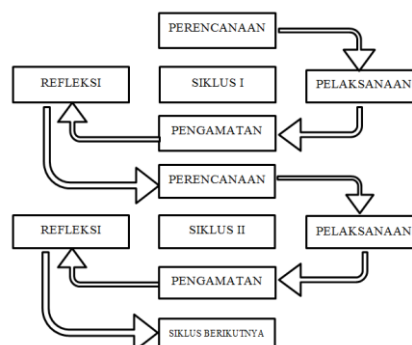 PERENCANAAN
REFLEKSI
SIKLUS I
PELAKSANAAN
PENGAMATAN
PERENCANAAN
REFLEKSI
SIKLUS II
PELAKSANAAN
PENGAMATAN
SIKLUS BERIKUTNYA